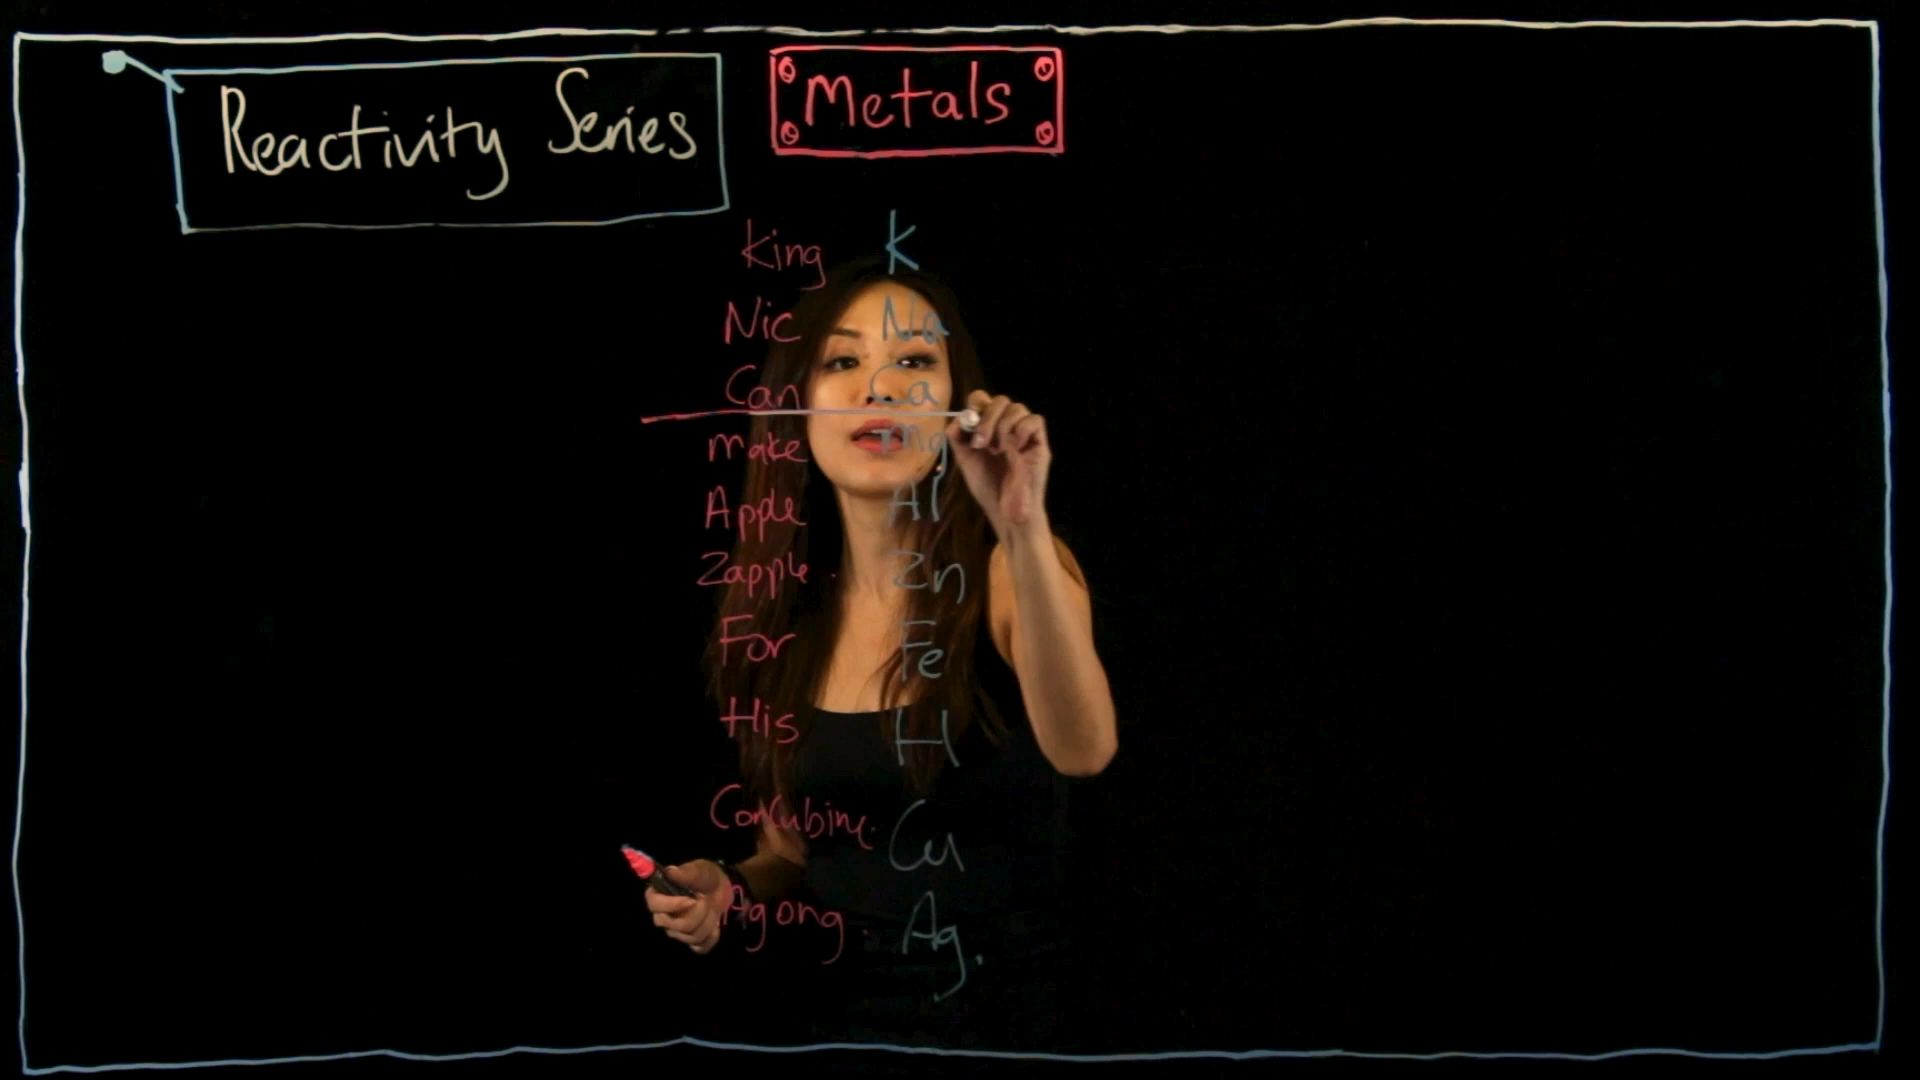 Reactivity Series
Metals
King K
Nic Na
Can Ca
Make Mg
Apple Al
Zapple. Zn
For Fe
His H
Concubine. Cu
Agong. Ag.